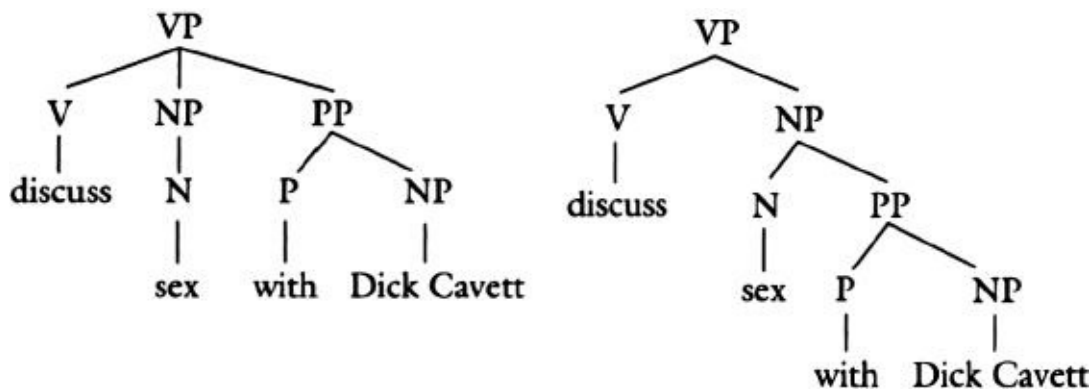 VP VP
V NP PP V NP
discuss N P NP discuss N PP
sex with Dick Cavett sex P NP
with Dick Cavett